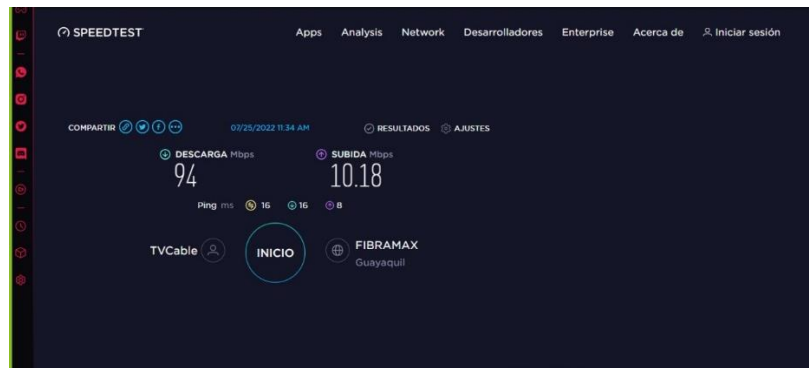 SPEEDTEST Apps Analysis Network Desarrolladores Enterprise Acerca de Iniciar sesión
COMPARTIR 07/25/2022 11:34 AM RESULTADOS AJUSTES
DESCARGA Mbps SUBIDA Mbps
94 10.18
Ping ms 16 16 8
TVCable INICIO FIBRAMAX
Guayaquil